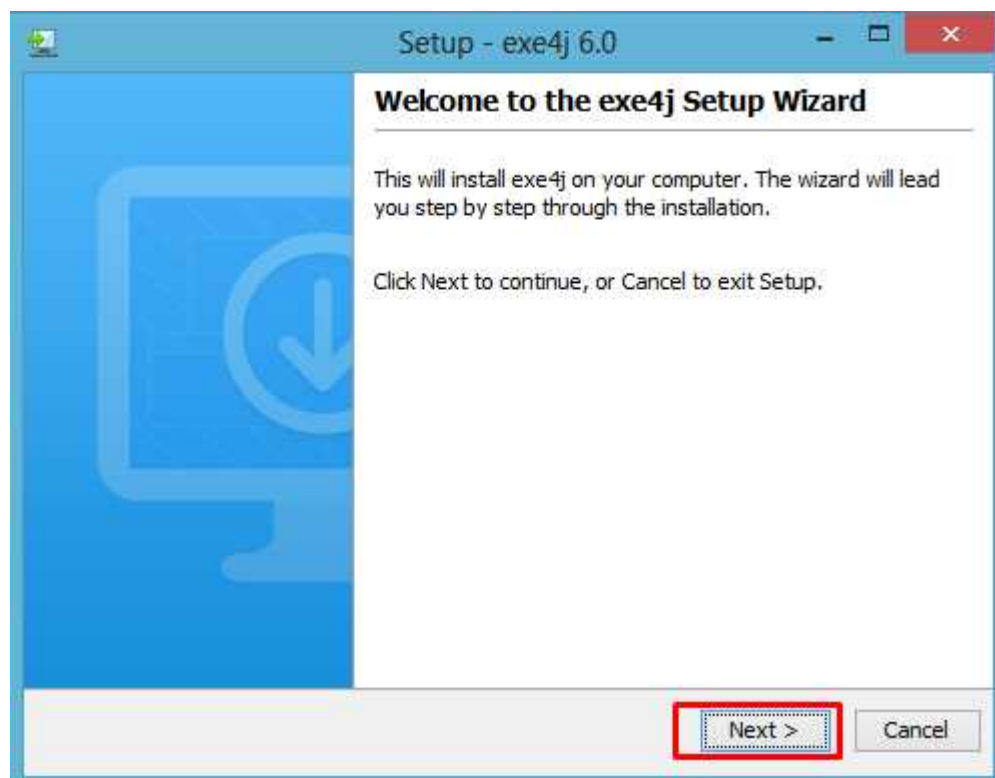 Setup - exe4j 6.0
Welcome to the exe4j Setup Wizard
This will install exe4j on your computer. The wizard will lead
you step by step through the installation.
Click Next to continue, or Cancel to exit Setup.
Next >
Cancel